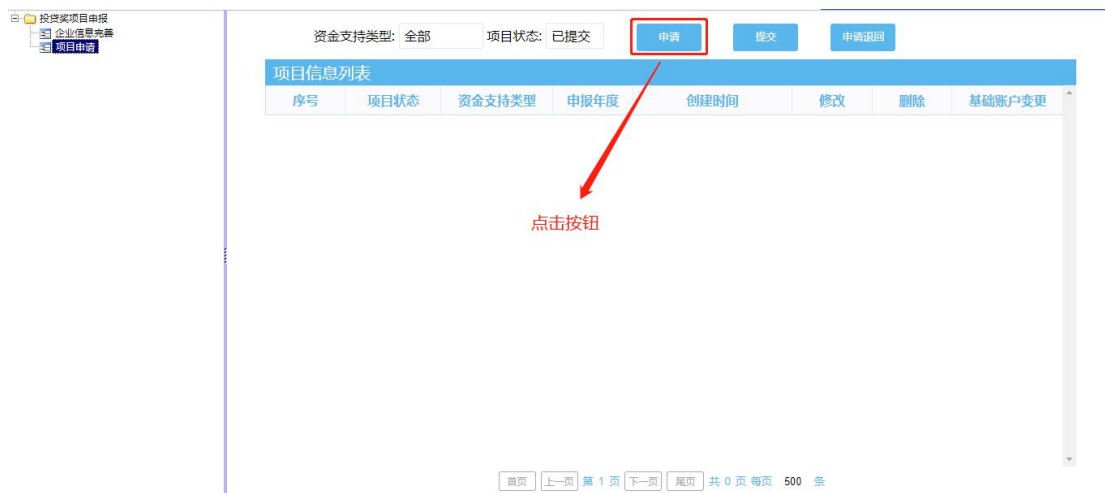 投贷奖项目申报
企业信息完善
项目申请
资金支持类型: 全部 项目状态: 已提交 申请 提交 申请退回
项目信息列表
序号 项目状态 资金支持类型 申报年度 创建时间 修改 删除 基础账户变更
点击按钮
首页 上一页 第 1 页 下一页 尾页 共 0 页 每页 500 条